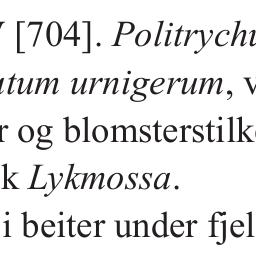 [704]. Politrychu
tum urnigerum, v
r og blomsterstilk
k Lykmossa.
i beiter under fjel